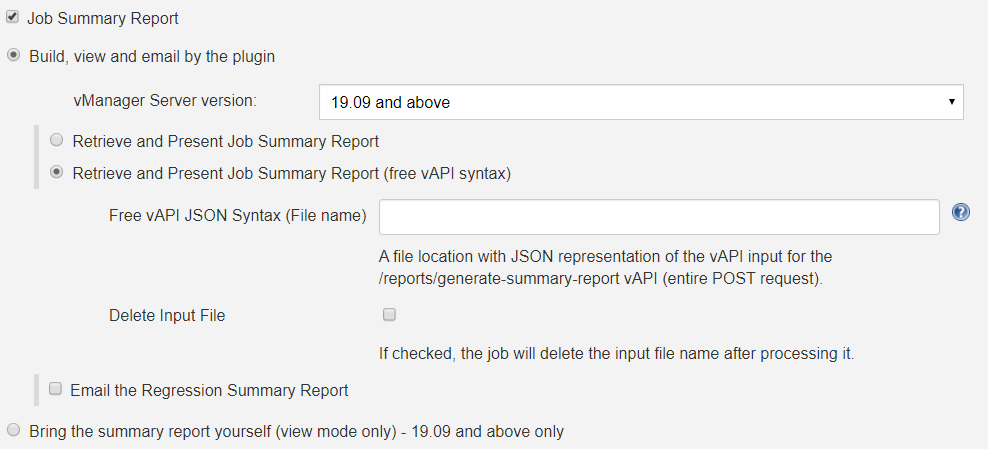 Job Summary Report
Build, view and email by the plugin
vManager Server version:
19.09 and above
Retrieve and Present Job Summary Report
Retrieve and Present Job Summary Report (free vAPI syntax)
Free vAPI JSON Syntax (File name)
A file location with JSON representation of the vAPI input for the
/reports/generate-summary-report vAPI (entire POST request).
Delete Input File
If checked, the job will delete the input file name after processing it.
Email the Regression Summary Report
Bring the summary report yourself (view mode only) - 19.09 and above only